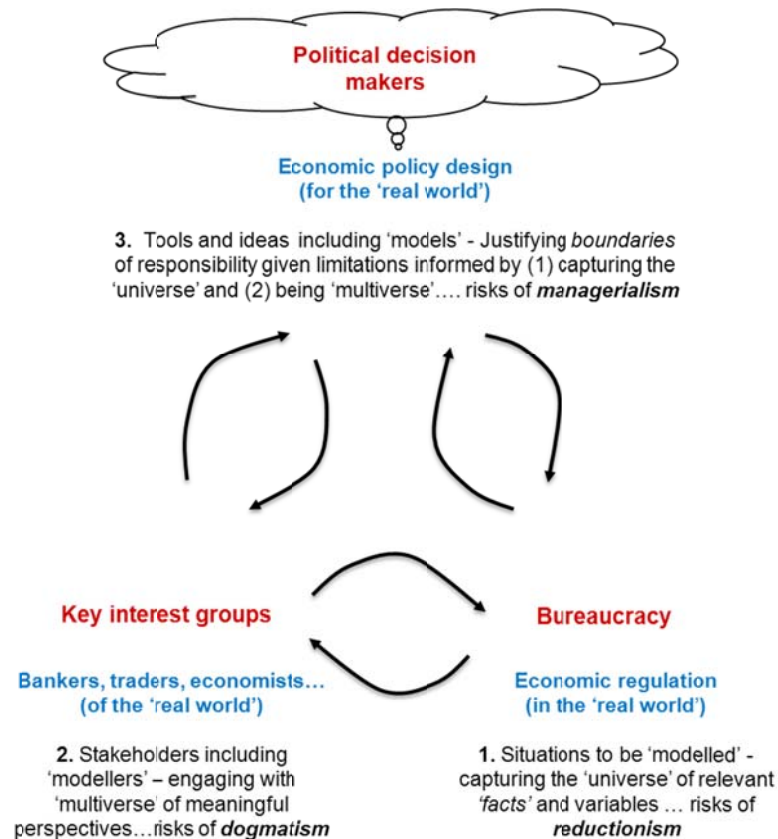 Political decision
makers
Economic policy design
(for the ‘real world’)
3. Tools and ideas including ‘models’ - Justifying boundaries
of responsibility given limitations informed by (1) capturing the
‘universe’ and (2) being ‘multiverse’.... risks of managerialism
Key interest groups
Bankers, traders, economists...
(of the ‘real world’)
2. Stakeholders including
‘modellers’ – engaging with
‘multiverse’ of meaningful
perspectives...risks of dogmatism
Bureaucracy
Economic regulation
(in the ‘real world’)
1. Situations to be ‘modelled’ -
capturing the ‘universe’ of relevant
‘facts’ and variables ... risks of
reductionism